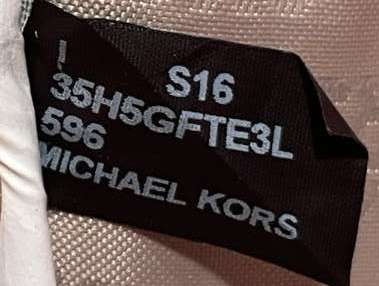 I
S16
35H5GFTE3L
596
MICHAEL KORS